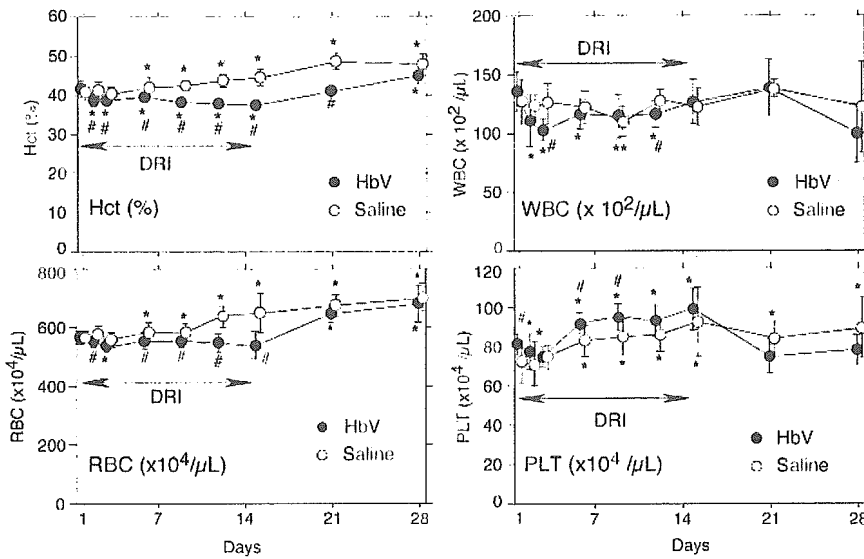 60
50
40
30
20
10
0
Hct (%)
DRI
HbV
Saline
Hct (%)
* * * * * *
* * * * * *
# # # # # # #
200
150
100
50
0
WBC (x 10²/μL)
DRI
HbV
Saline
WBC (x 10²/μL)
* * # * ** * #
800
600
400
200
0
RBC (x10⁴/μL)
DRI
HbV
Saline
RBC (x10⁴/μL)
* * * * * *
# * # # # # * *
1 7 14 21 28
Days
120
100
80
60
40
20
0
PLT (x10⁴/μL)
DRI
HbV
Saline
PLT (x10⁴/μL)
# #
# * * * * * * * *
* * * *
1 7 14 21 28
Days